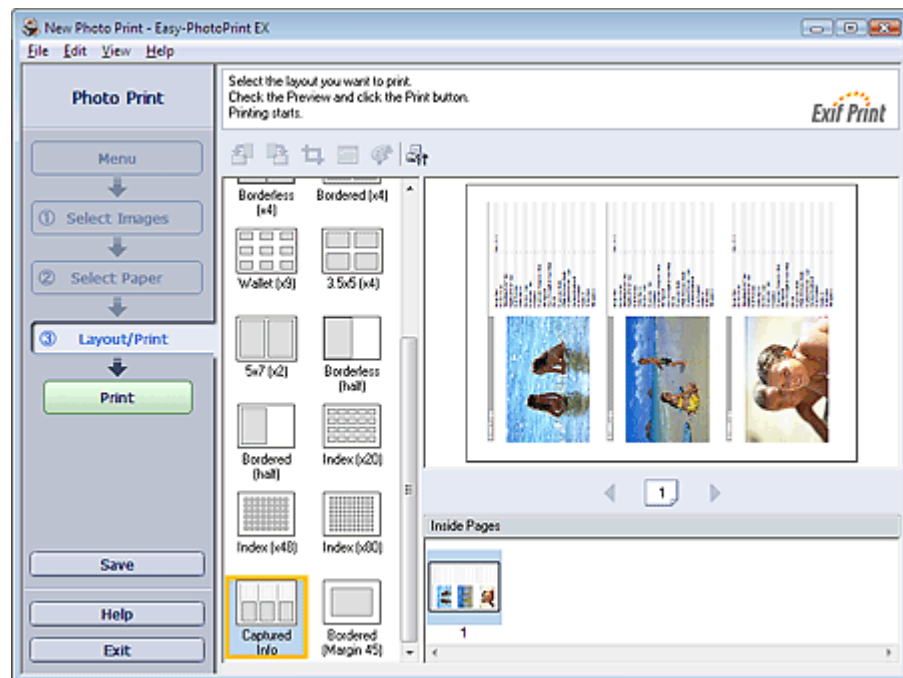 New Photo Print - Easy-PhotoPrint EX
File Edit View Help
Photo Print
Select the layout you want to print.
Check the Preview and click the Print button.
Printing starts.
Exif Print
Menu
① Select Images
② Select Paper
③ Layout/Print
Print
Save
Help
Exit
Borderless
(x4)
Bordered (x4)
Wallet (x9)
3.5x5 (x4)
5x7 (x2)
Borderless
(half)
Bordered
(half)
Index (x20)
Index (x48)
Index (x80)
Captured
Info
Bordered
(Margin 45)
1
Inside Pages
1